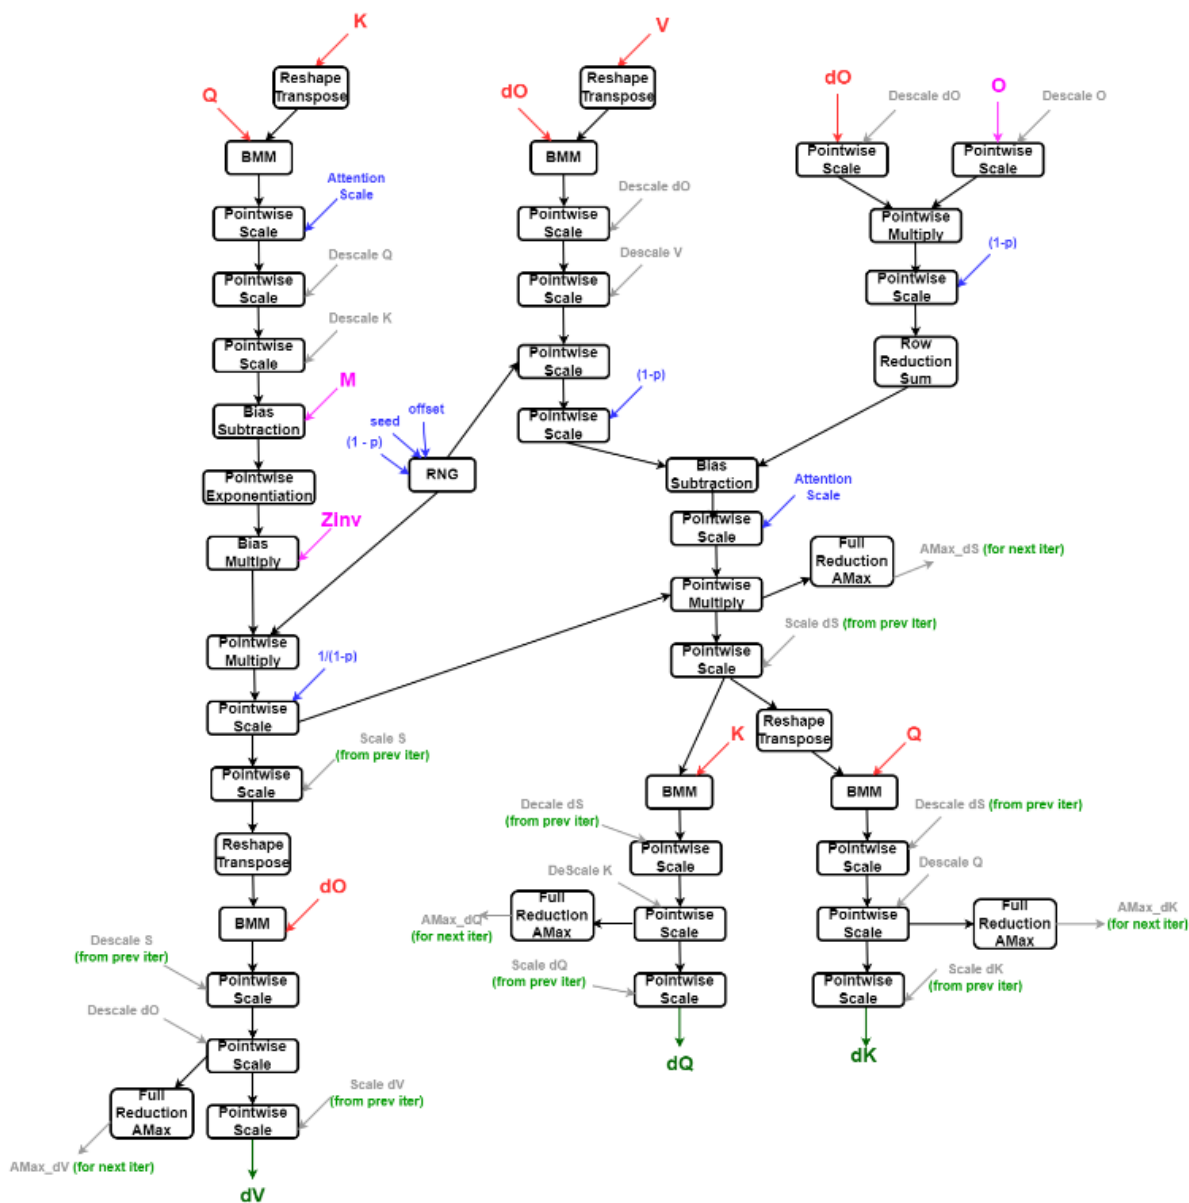 K
V
Reshape
Transpose
Reshape
Transpose
Q
dO
dO
Descale dO
O
Descale O
BMM
BMM
Pointwise
Scale
Pointwise
Scale
Attention
Scale
Descale dO
Pointwise
Scale
Pointwise
Scale
Pointwise
Multiply
Descale Q
Descale V
(1-p)
Pointwise
Scale
Pointwise
Scale
Pointwise
Scale
Descale K
Pointwise
Scale
Pointwise
Scale
Row
Reduction
Sum
M
(1-p)
Bias
Subtraction
offset
seed
(1 - p)
Pointwise
Scale
Pointwise
Exponentiation
RNG
Bias
Subtraction
Attention
Scale
ZInv
Bias
Multiply
Pointwise
Scale
Full
Reduction
AMax
AMax_dS (for next iter)
Pointwise
Multiply
Scale dS (from prev iter)
Pointwise
Multiply
Pointwise
Scale
1/(1-p)
Pointwise
Scale
Reshape
Transpose
Scale S
(from prev iter)
K
Q
Pointwise
Scale
BMM
BMM
Decale dS
(from prev iter)
Descale dS (from prev iter)
Reshape
Transpose
Pointwise
Scale
Pointwise
Scale
DeScale K
Descale Q
dO
BMM
AMax_dQ
(for next iter)
Full
Reduction
AMax
Pointwise
Scale
Pointwise
Scale
Full
Reduction
AMax
AMax_dK
(for next iter)
Descale S
(from prev iter)
Pointwise
Scale
Scale dQ
(from prev iter)
Pointwise
Scale
Pointwise
Scale
Scale dK
(from prev iter)
Descale dO
Pointwise
Scale
dQ
dK
Full
Reduction
AMax
Pointwise
Scale
Scale dV
(from prev iter)
AMax_dV (for next iter)
dV